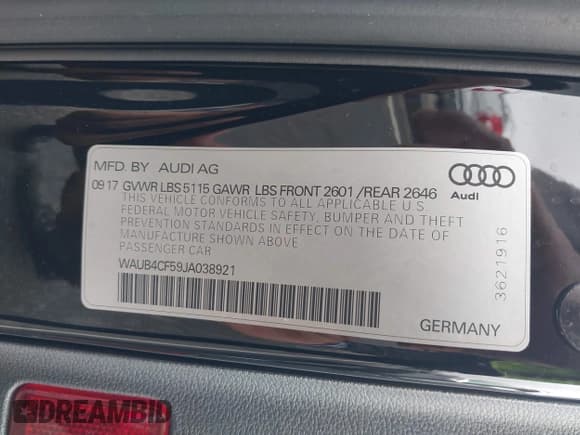 MFD. BY AUDI AG
Audi
09 17 GVWR LBS 5115 GAWR LBS FRONT 2601 /REAR 2646
THIS VEHICLE CONFORMS TO ALL APPLICABLE U.S.
FEDERAL MOTOR VEHICLE SAFETY, BUMPER AND THEFT
PREVENTION STANDARDS IN EFFECT ON THE DATE OF
MANUFACTURE SHOWN ABOVE
PASSENGER CAR
WAUB4CF59JA038921
3621916
GERMANY
DREAMBID